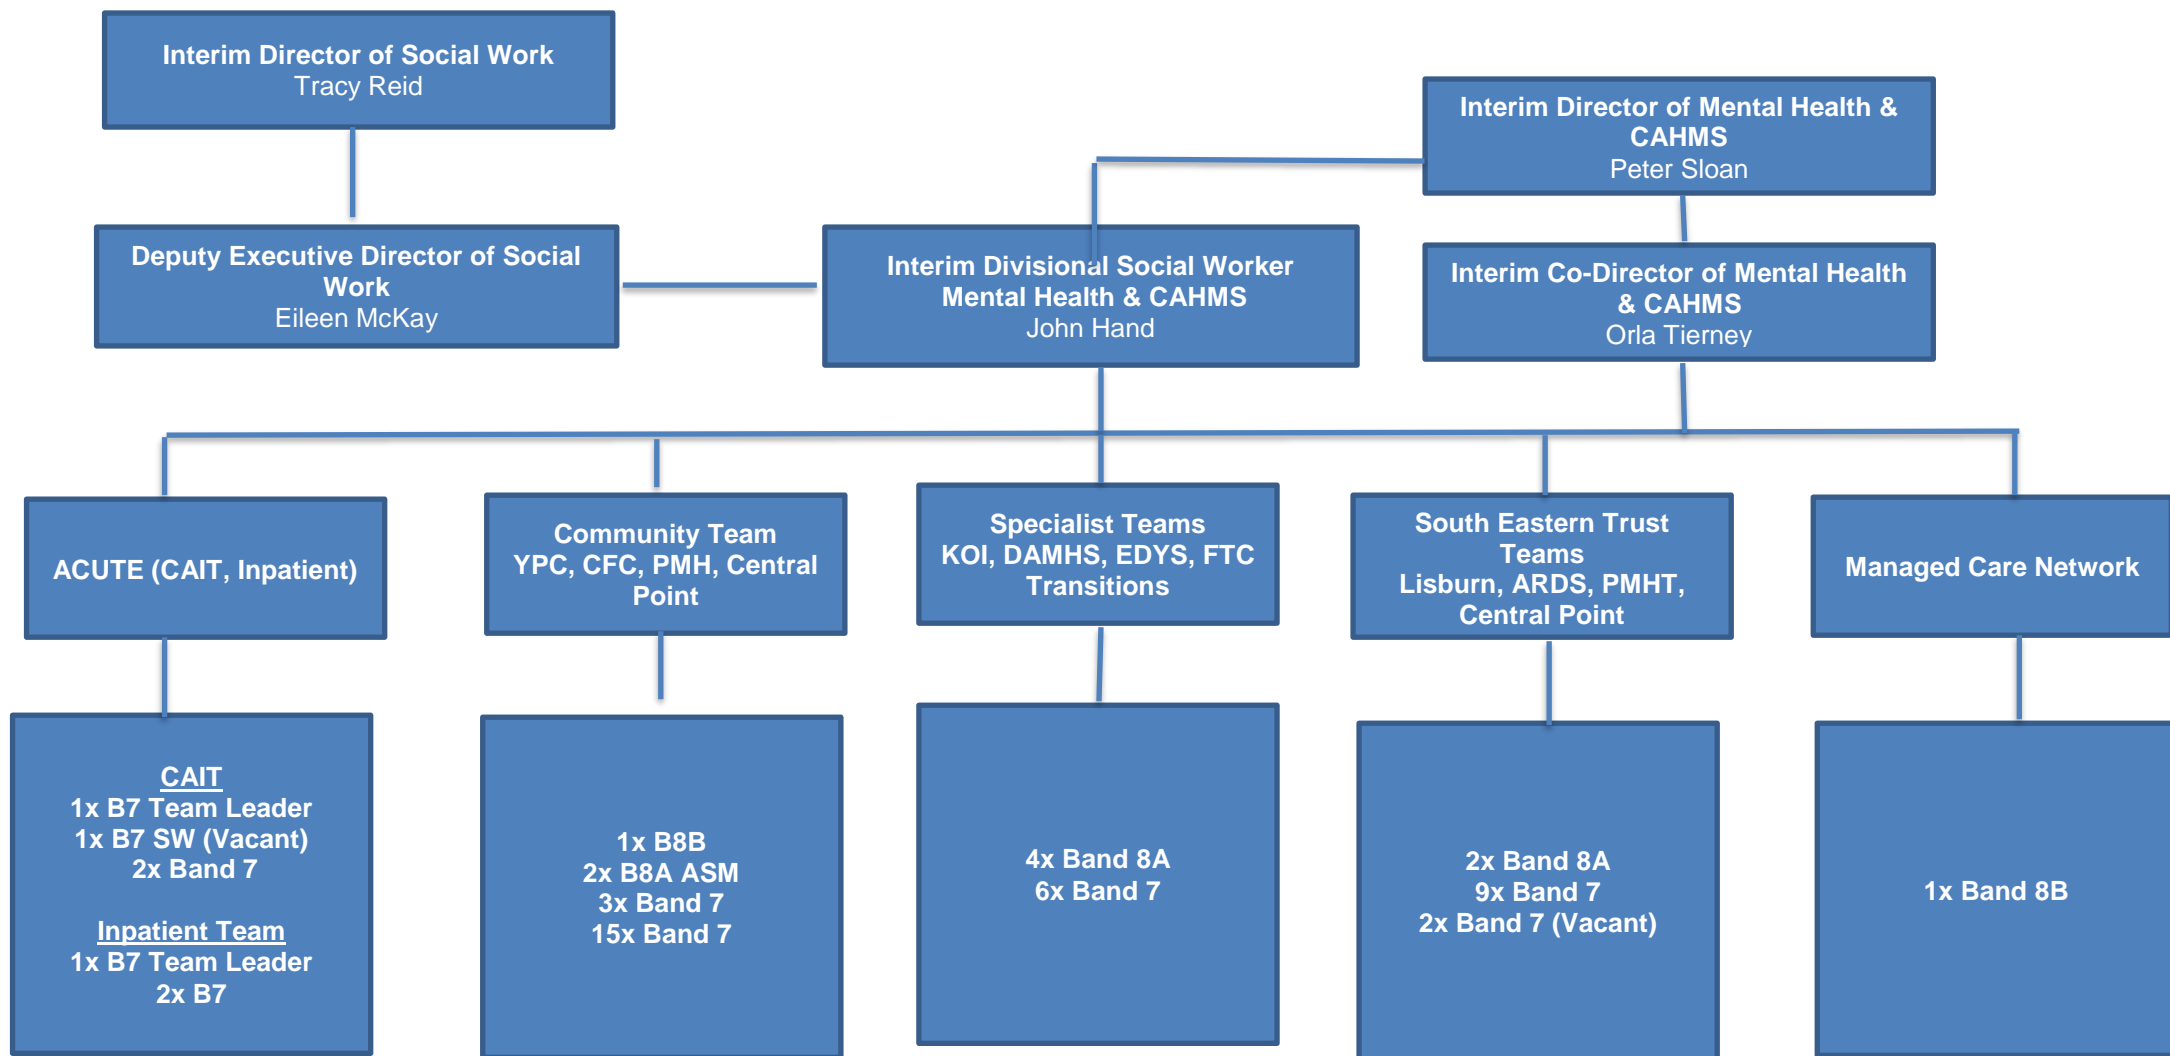 Interim Director of Social Work
Tracy Reid
Interim Director of Mental Health &
CAHMS
Peter Sloan
Deputy Executive Director of Social
Work
Eileen McKay
Interim Divisional Social Worker
Mental Health & CAHMS
John Hand
Interim Co-Director of Mental Health
& CAHMS
Orla Tierney
ACUTE (CAIT, Inpatient)
Community Team
YPC, CFC, PMH, Central
Point
Specialist Teams
KOI, DAMHS, EDYS, FTC
Transitions
South Eastern Trust
Teams
Lisburn, ARDS, PMHT,
Central Point
Managed Care Network
CAIT
1x B7 Team Leader
1x B7 SW (Vacant)
2x Band 7
Inpatient Team
1x B7 Team Leader
2x B7
1x B8B
2x B8A ASM
3x Band 7
15x Band 7
4x Band 8A
6x Band 7
2x Band 8A
9x Band 7
2x Band 7 (Vacant)
1x Band 8B